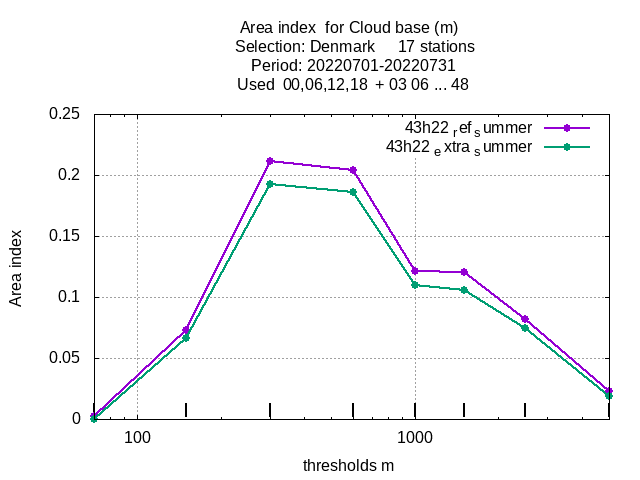 Area index  for Cloud base (m)
Selection: Denmark     17 stations
Period: 20220701-20220731
Used  00,06,12,18  + 03 06 ... 48
0.25
43h22 ref summer
43h22 extra summer
0.2
0.15
Area index
0.1
0.05
0
100 1000
thresholds m